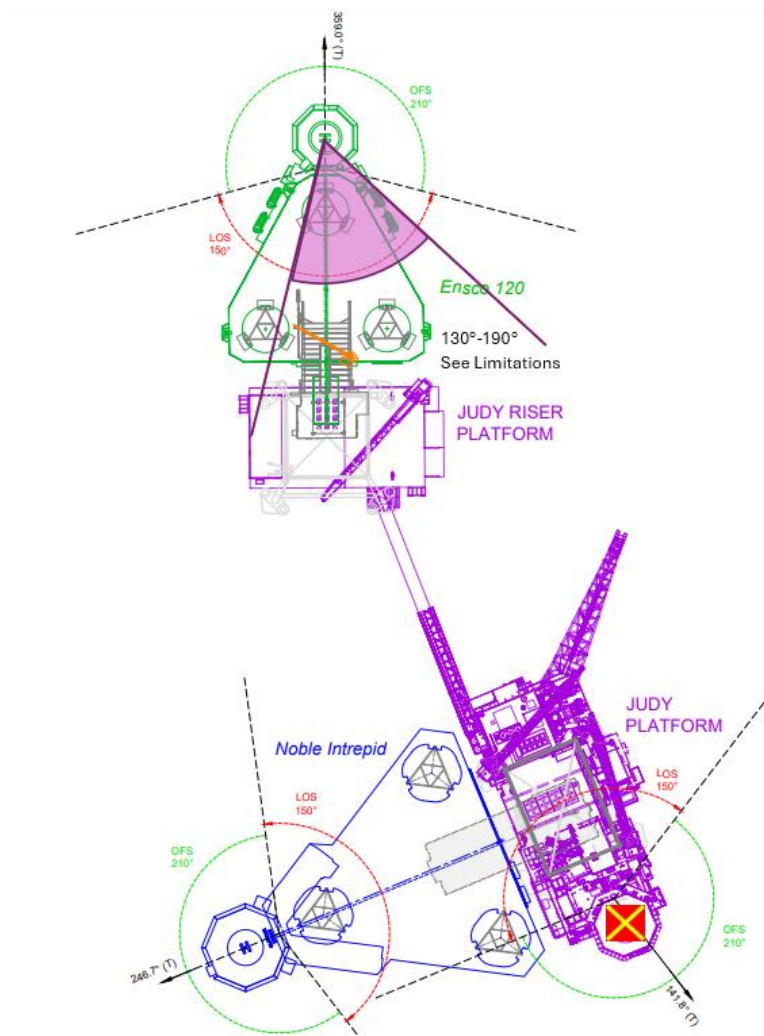 359.0° (T)
OFS
210°
LOS
150°
Ensco 120
130°-190°
See Limitations
JUDY RISER
PLATFORM
JUDY
PLATFORM
Noble Intrepid
LOS
150°
LOS
150°
OFS
210°
OFS
210°
246.7° (T)
141.8° (T)
H
H